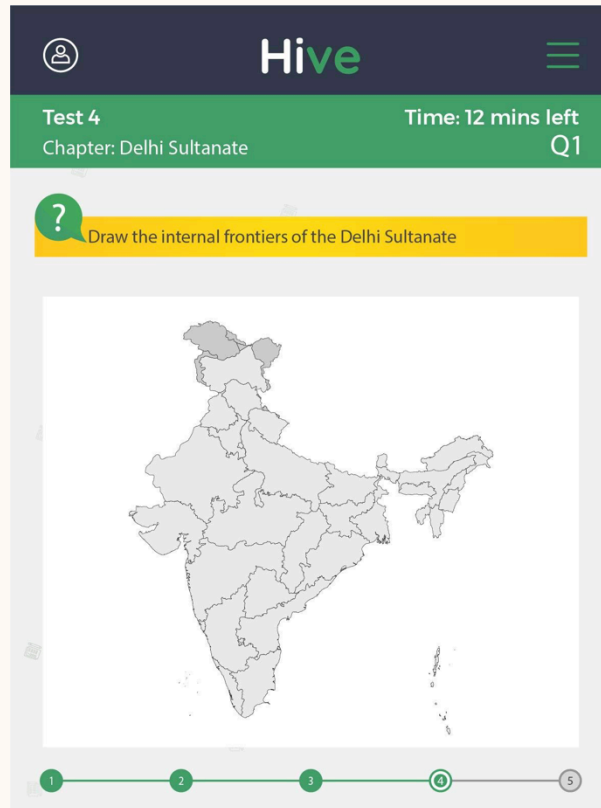 Hive
Test 4
Time: 12 mins left
Chapter: Delhi Sultanate
Q1
?
Draw the internal frontiers of the Delhi Sultanate
1 2 3 4 5